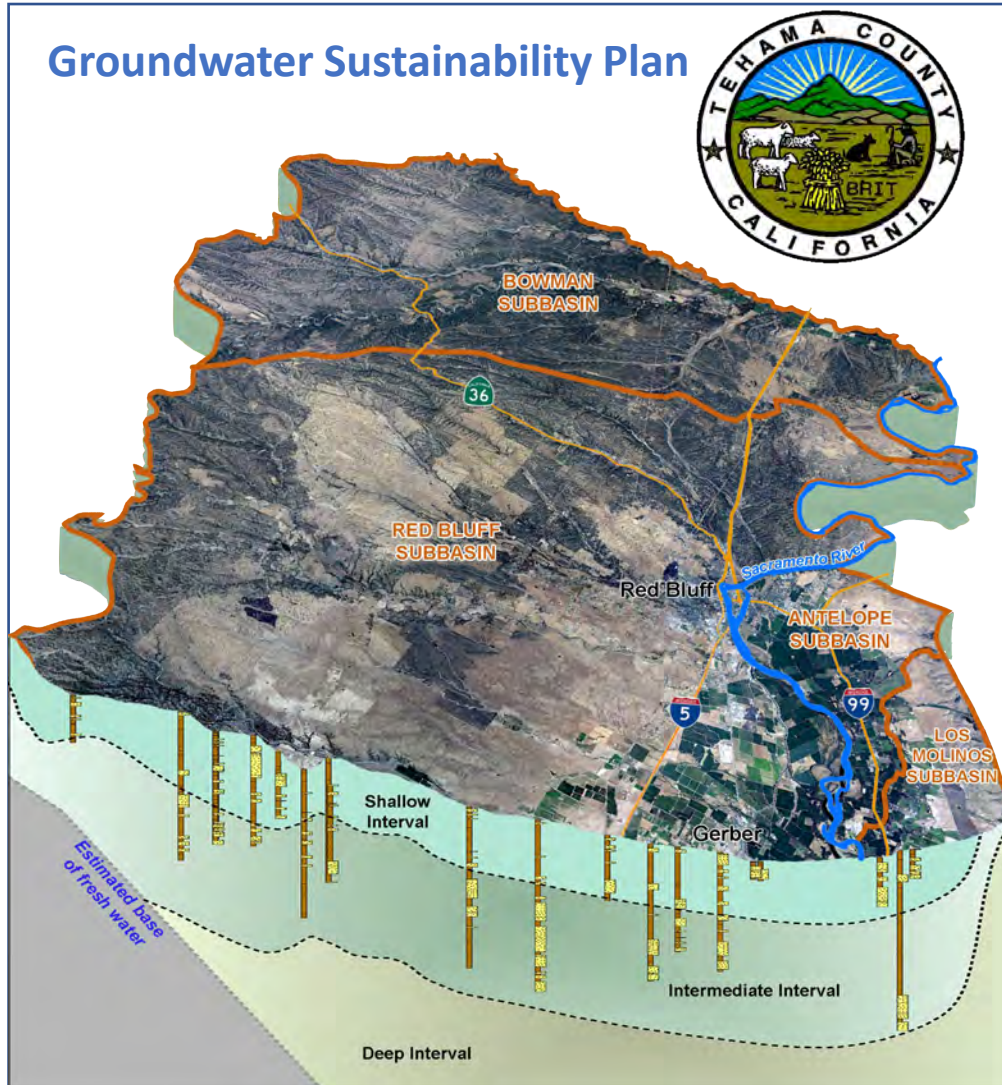 Groundwater Sustainability Plan
TEHAMA COUNTY
CALIFORNIA
BRIT
BOWMAN
SUBBASIN
36
RED BLUFF
SUBBASIN
Sacramento River
Red Bluff
ANTELOPE
SUBBASIN
5
99
LOS
MOLINOS
SUBBASIN
Shallow
Interval
Gerber
Estimated base
of fresh water
Intermediate Interval
Deep Interval